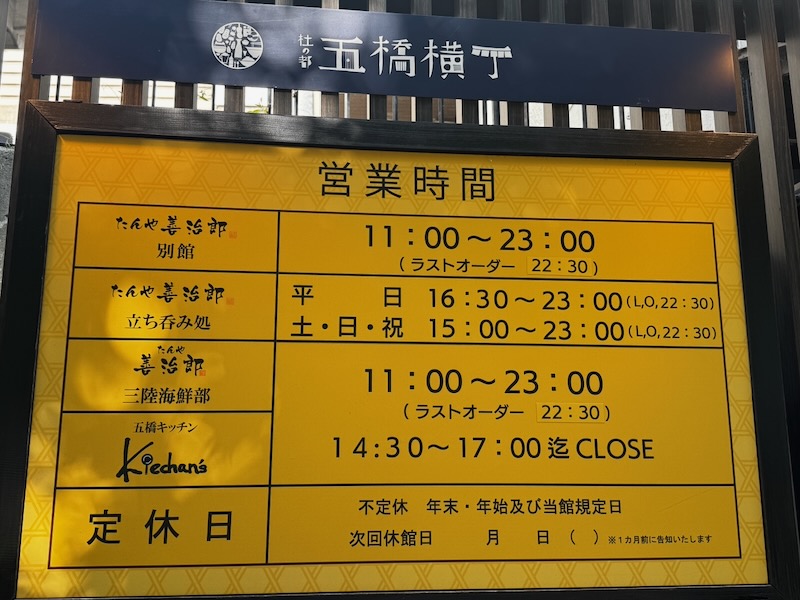 杜の都 五橋横丁
営業時間
たんや善治郎
別館
11:00〜23:00
(ラストオーダー 22:30)
たんや善治郎
立ち呑み処
平 日 16:30〜23:00(L,O,22:30)
土・日・祝 15:00〜23:00(L,O,22:30)
たんや
善治郎
三陸海鮮部
五橋キッチン
Kiechan's
11:00〜23:00
(ラストオーダー 22:30)
14:30〜17:00迄CLOSE
定休日
不定休 年末・年始及び当館規定日
次回休館日 月 日 ( ) ※1カ月前に告知いたします